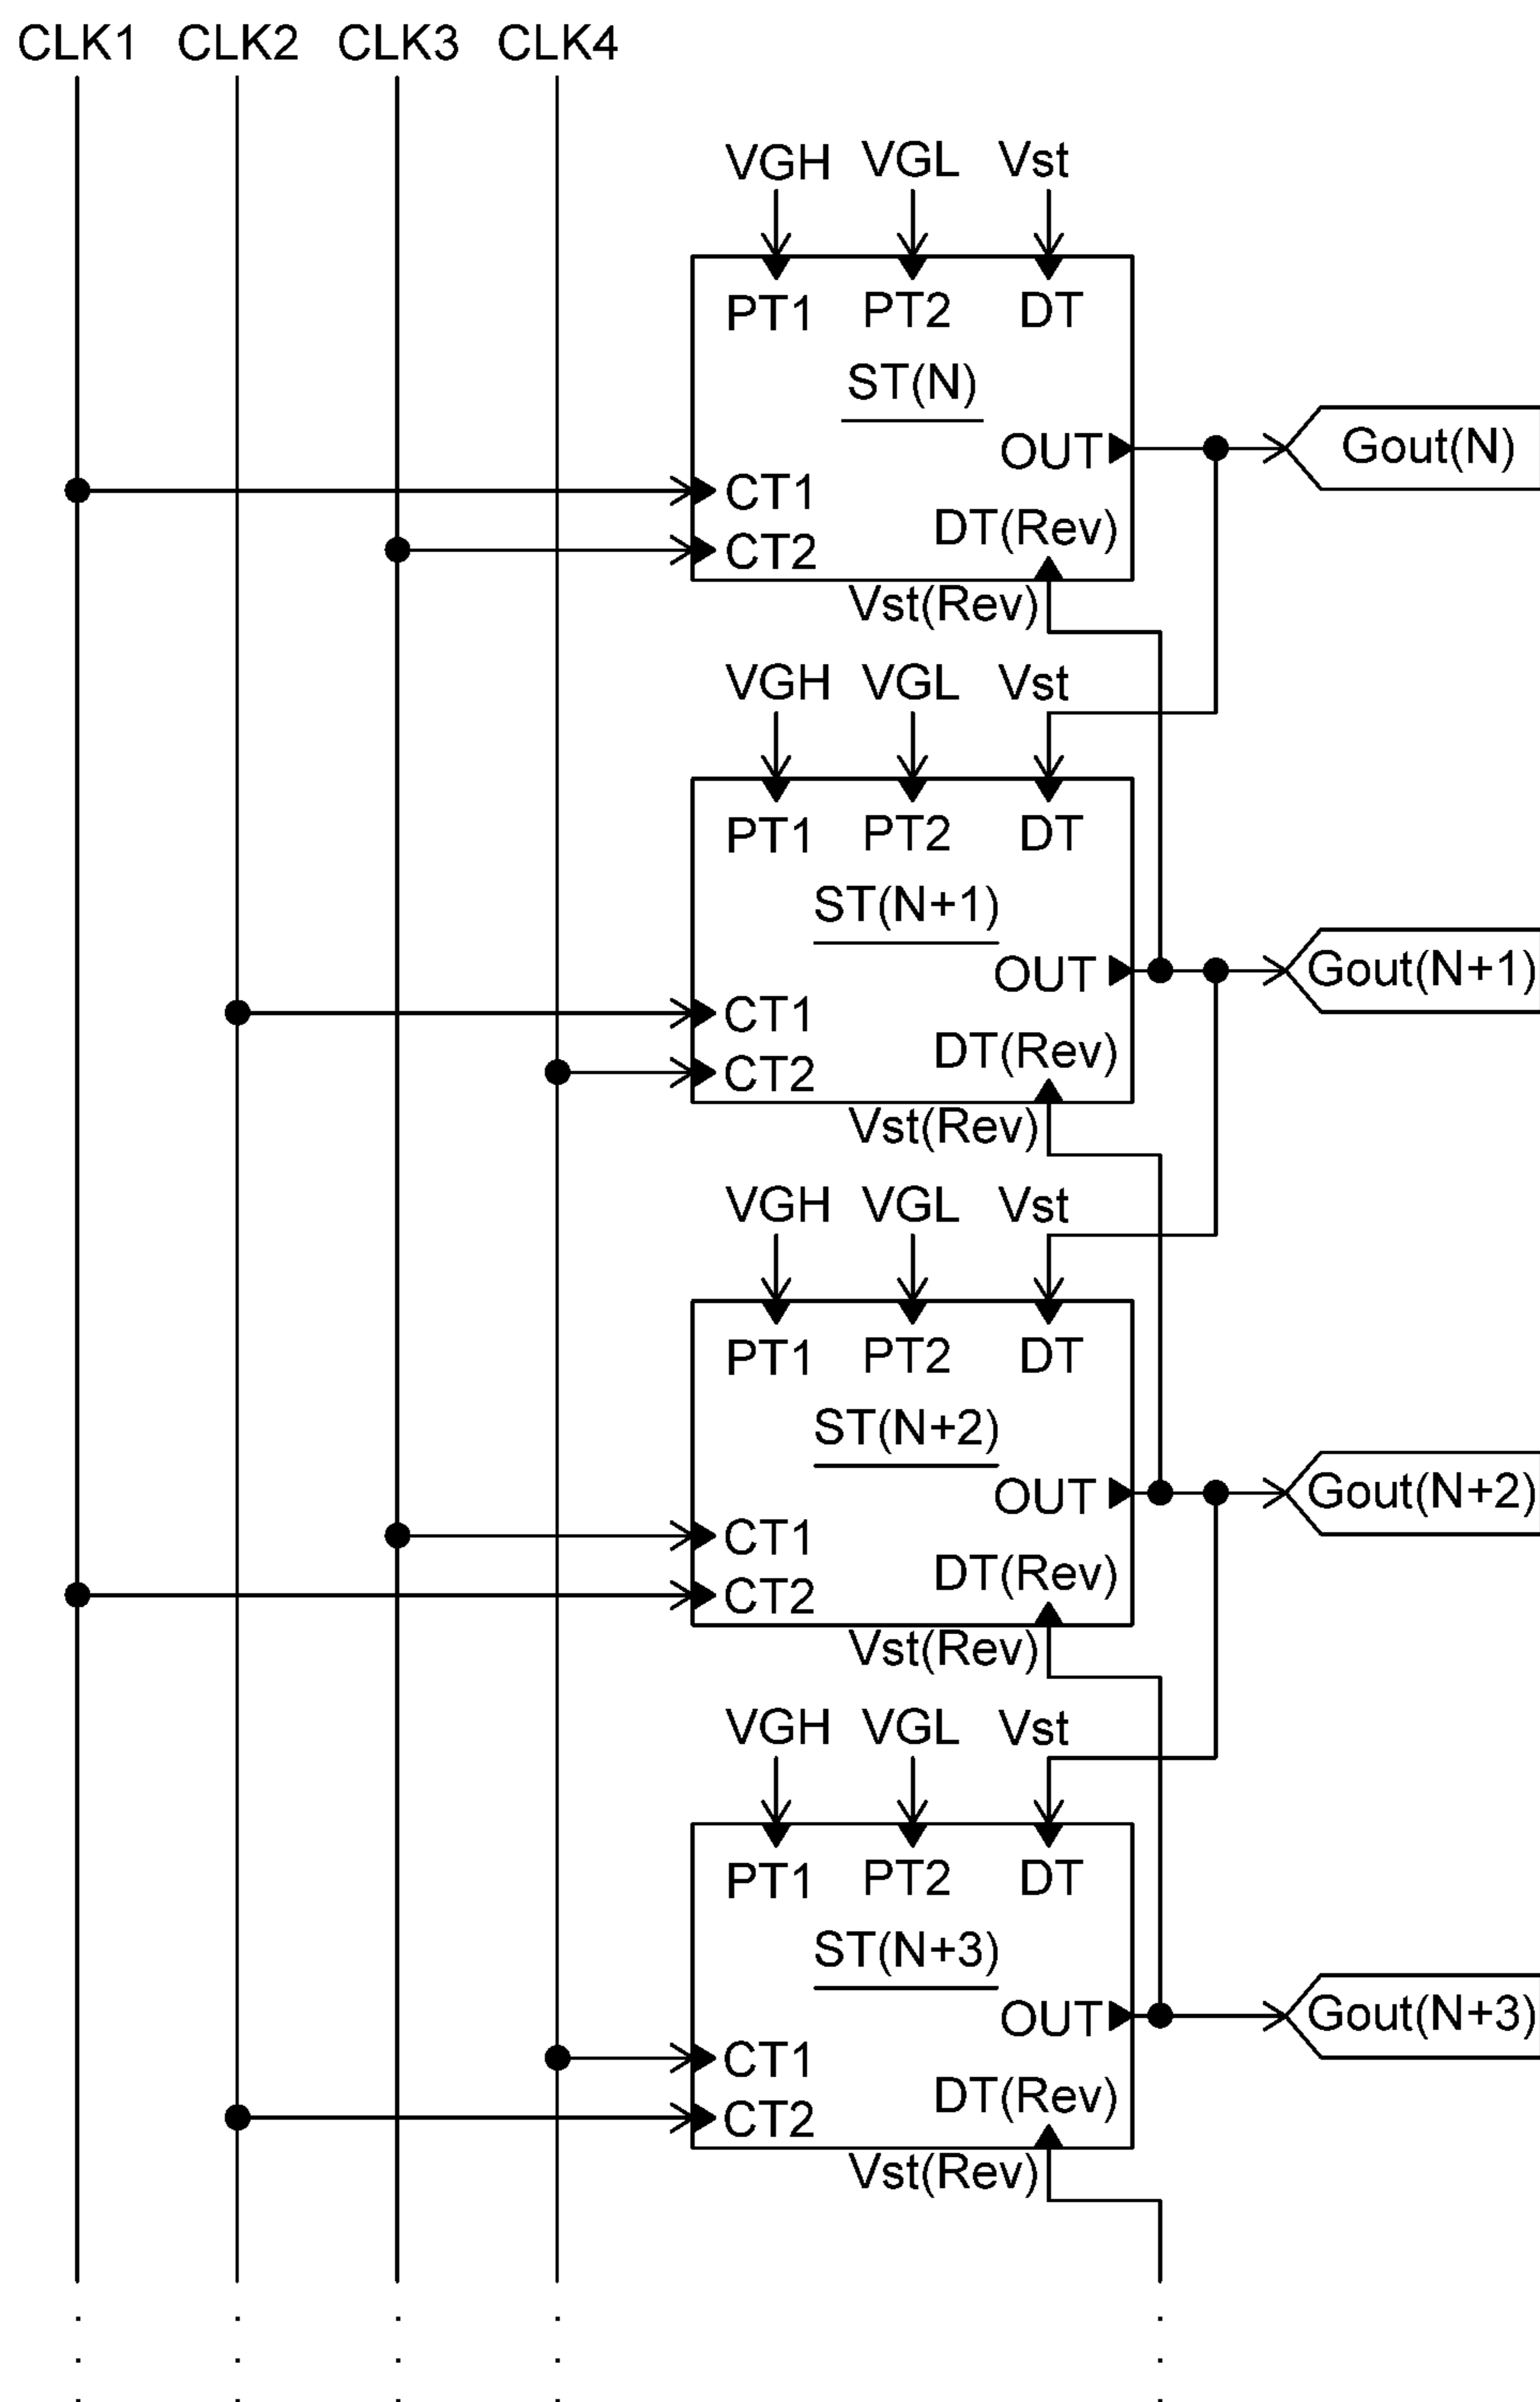 CLK1 CLK2 CLK3 CLK4
VGH VGL Vst
PT1 PT2 DT
ST(N)
OUT
Gout(N)
CT1
DT(Rev)
CT2
Vst(Rev)
VGH VGL Vst
PT1 PT2 DT
ST(N+1)
OUT
Gout(N+1)
CT1
DT(Rev)
CT2
Vst(Rev)
VGH VGL Vst
PT1 PT2 DT
ST(N+2)
OUT
Gout(N+2)
CT1
DT(Rev)
CT2
Vst(Rev)
VGH VGL Vst
PT1 PT2 DT
ST(N+3)
OUT
Gout(N+3)
CT1
DT(Rev)
CT2
Vst(Rev)